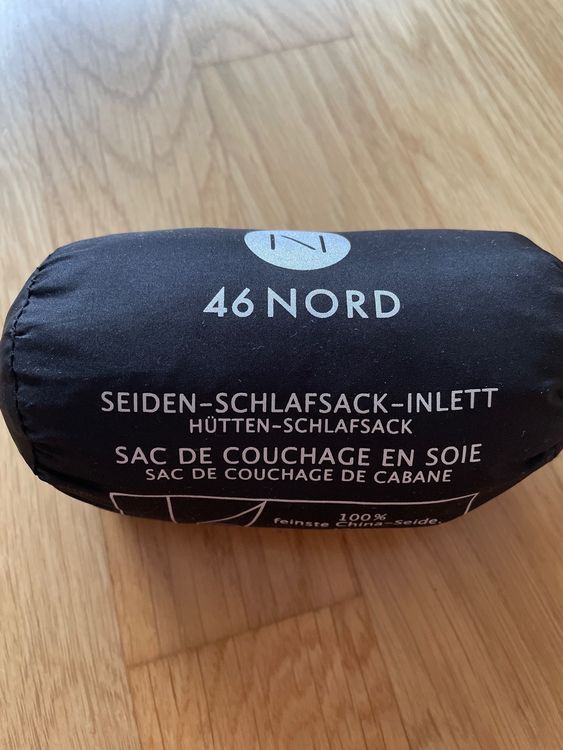 N
46 NORD
SEIDEN-SCHLAFSACK-INLETT
HÜTTEN-SCHLAFSACK
SAC DE COUCHAGE EN SOIE
SAC DE COUCHAGE DE CABANE
100%
feinste China-Seide.